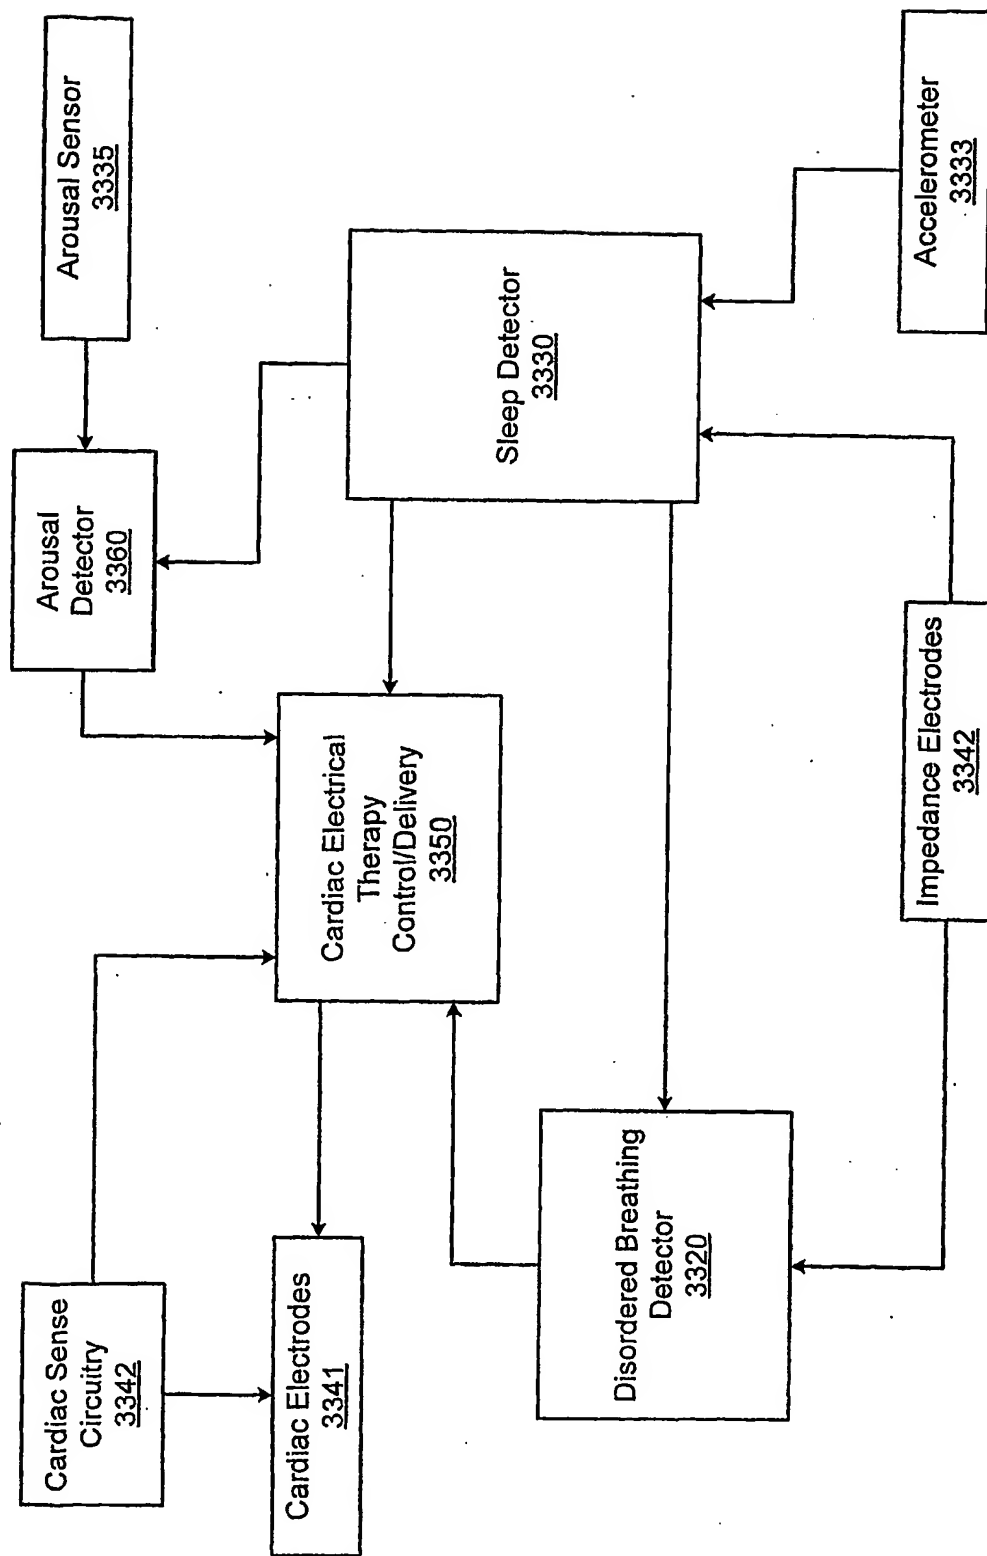 Cardiac Sense
Circuitry
3342
Cardiac Electrodes
3341
Disordered Breathing
Detector
3320
Cardiac Electrical
Therapy
Control/Delivery
3350
Impedance Electrodes
3342
Arousal
Detector
3360
Sleep Detector
3330
Arousal Sensor
3335
Accelerometer
3333